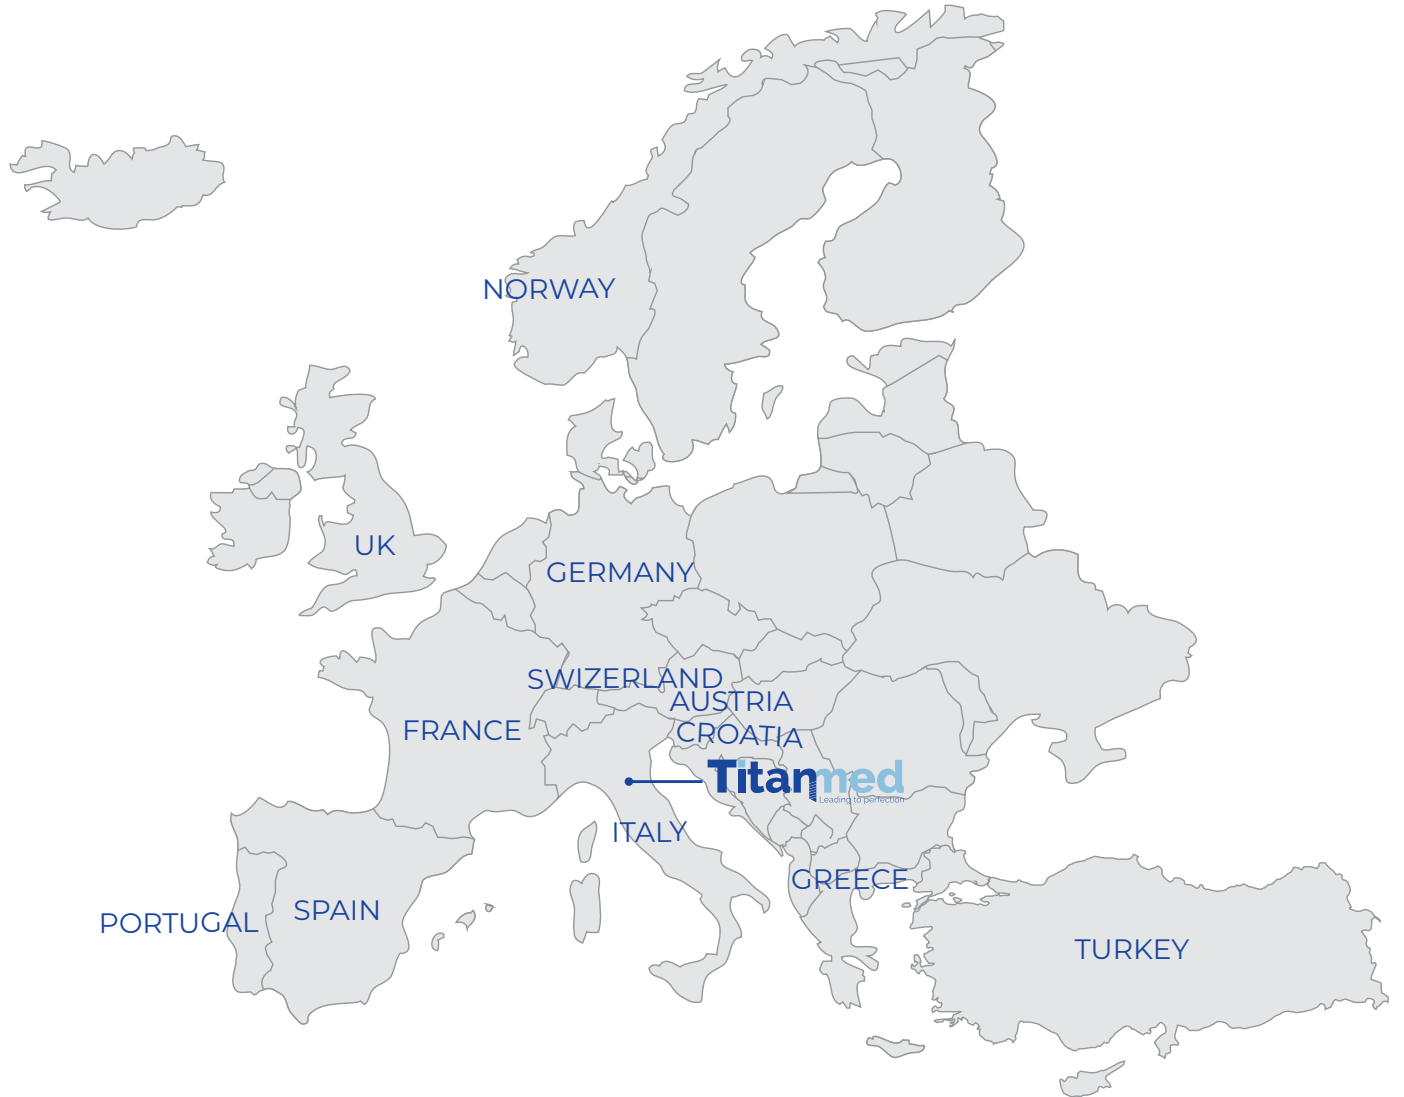 NORWAY
UK
GERMANY
SWIZERLAND
AUSTRIA
FRANCE
CROATIA
Titanmed
Leading to perfection
ITALY
GREECE
SPAIN
PORTUGAL
TURKEY